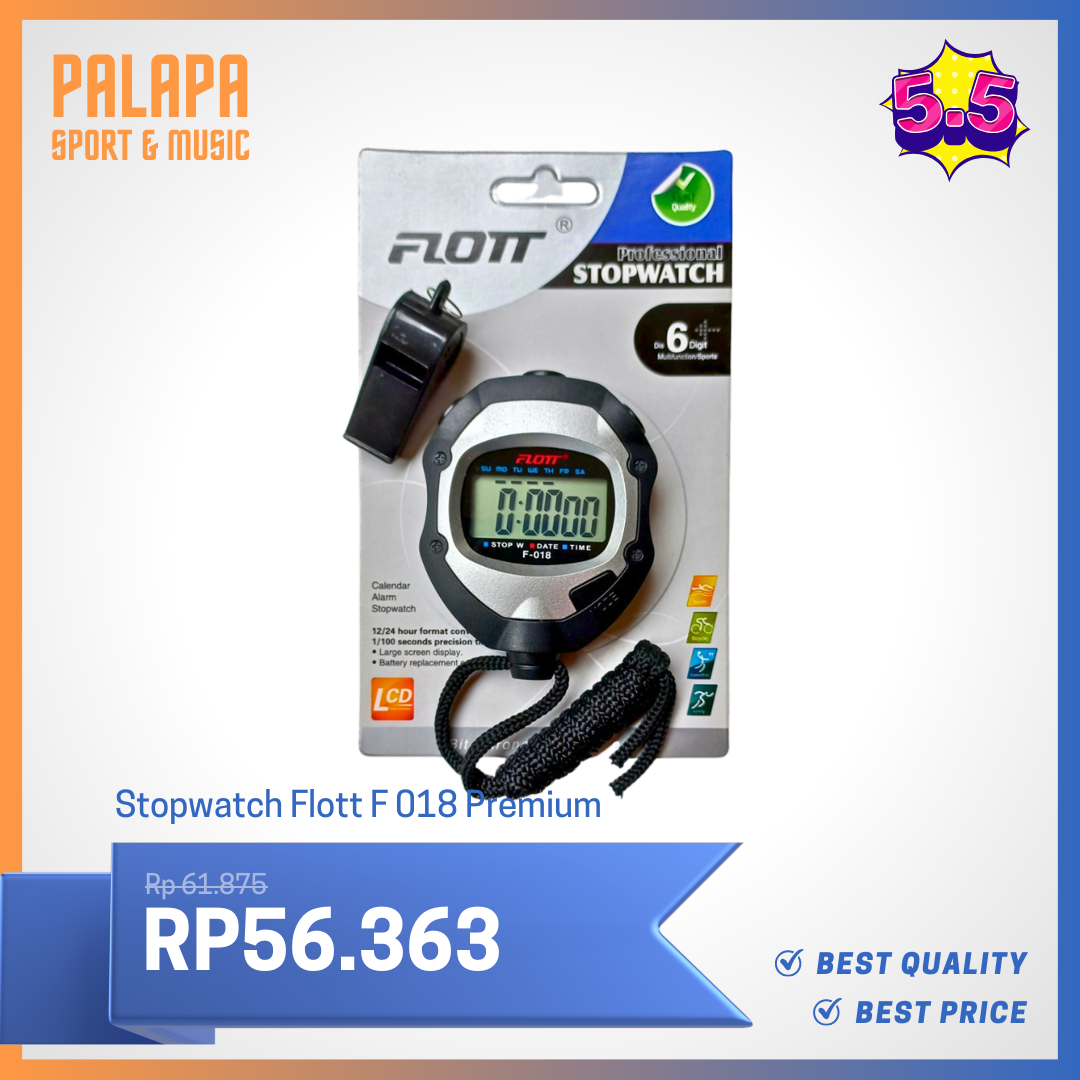 PALAPA
SPORT & MUSIC
5.5
Quality
FLOTT ®
Professional
STOPWATCH
Dis 6 Digit
Multifunction/Sports
FLOTT®
SU MO TU WE TH FR SA
0:0000
STOP W DATE TIME
F-018
MODE
Calendar
Alarm
Stopwatch
12/24 hour format
1/100 seconds precision
• Large screen display.
• Battery replacement
Bicycle
LCD
Stopwatch Flott F 018 Premium
Rp 61.875
RP56.363
BEST QUALITY
BEST PRICE